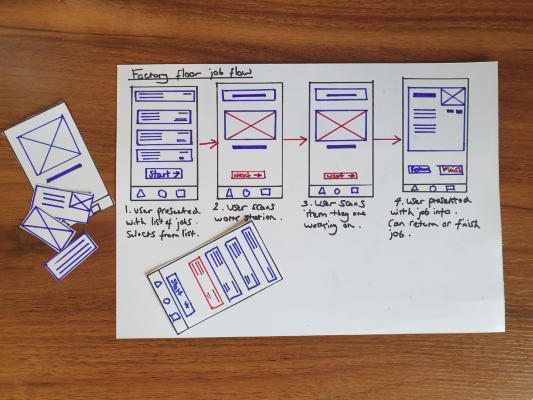 Factory floor job flow
Start →
Next →
Next →
Finish
1. User presented
with list of jobs.
Selects from list.
2. User scans
work station.
3. User scans
item they are
working on.
4. User presented
with job info.
Can return or finish
job.
Start →